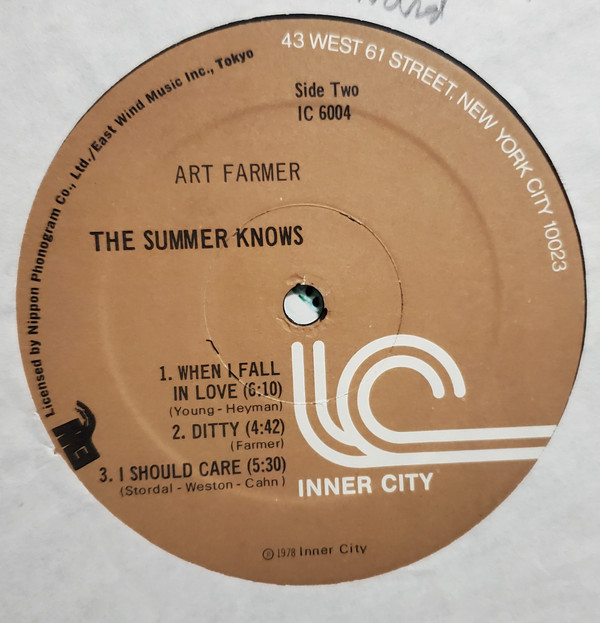 43 WEST 61 STREET, NEW YORK CITY 10023
Licensed by Nippon Phonogram Co., Ltd./East Wind Music Inc., Tokyo
Side Two
IC 6004
ART FARMER
THE SUMMER KNOWS
1. WHEN I FALL
IN LOVE (6:10)
(Young - Heyman)
2. DITTY (4:42)
(Farmer)
3. I SHOULD CARE (5:30)
(Stordal - Weston - Cahn )
IC
INNER CITY
℗ 1978 Inner City